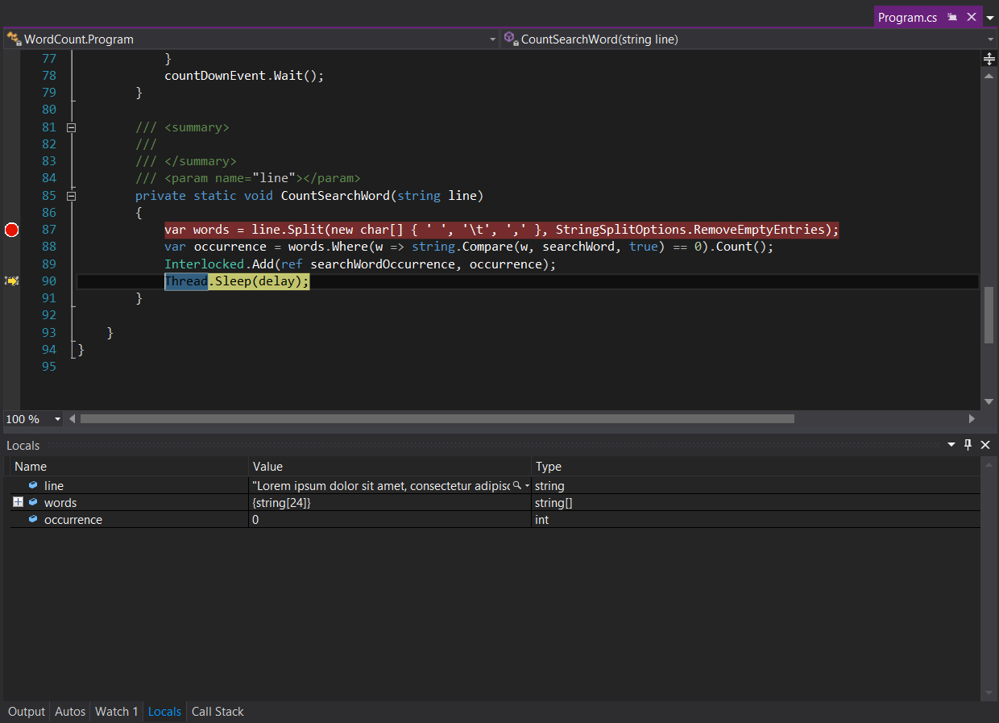 Program.cs
WordCount.Program CountSearchWord(string line)
77 }
78 countDownEvent.Wait();
79 }
80
81 /// <summary>
82 ///
83 /// </summary>
84 /// <param name="line"></param>
85 private static void CountSearchWord(string line)
86 {
87 var words = line.Split(new char[] { ' ', '\t', ',' }, StringSplitOptions.RemoveEmptyEntries);
88 var occurrence = words.Where(w => string.Compare(w, searchWord, true) == 0).Count();
89 Interlocked.Add(ref searchWordOccurrence, occurrence);
90 Thread.Sleep(delay);
91 }
92
93 }
94 }
95
100 %
Locals
Name Value Type
line "Lorem ipsum dolor sit amet, consectetur adipisc string
words {string[24]} string[]
occurrence 0 int
Output Autos Watch 1 Locals Call Stack